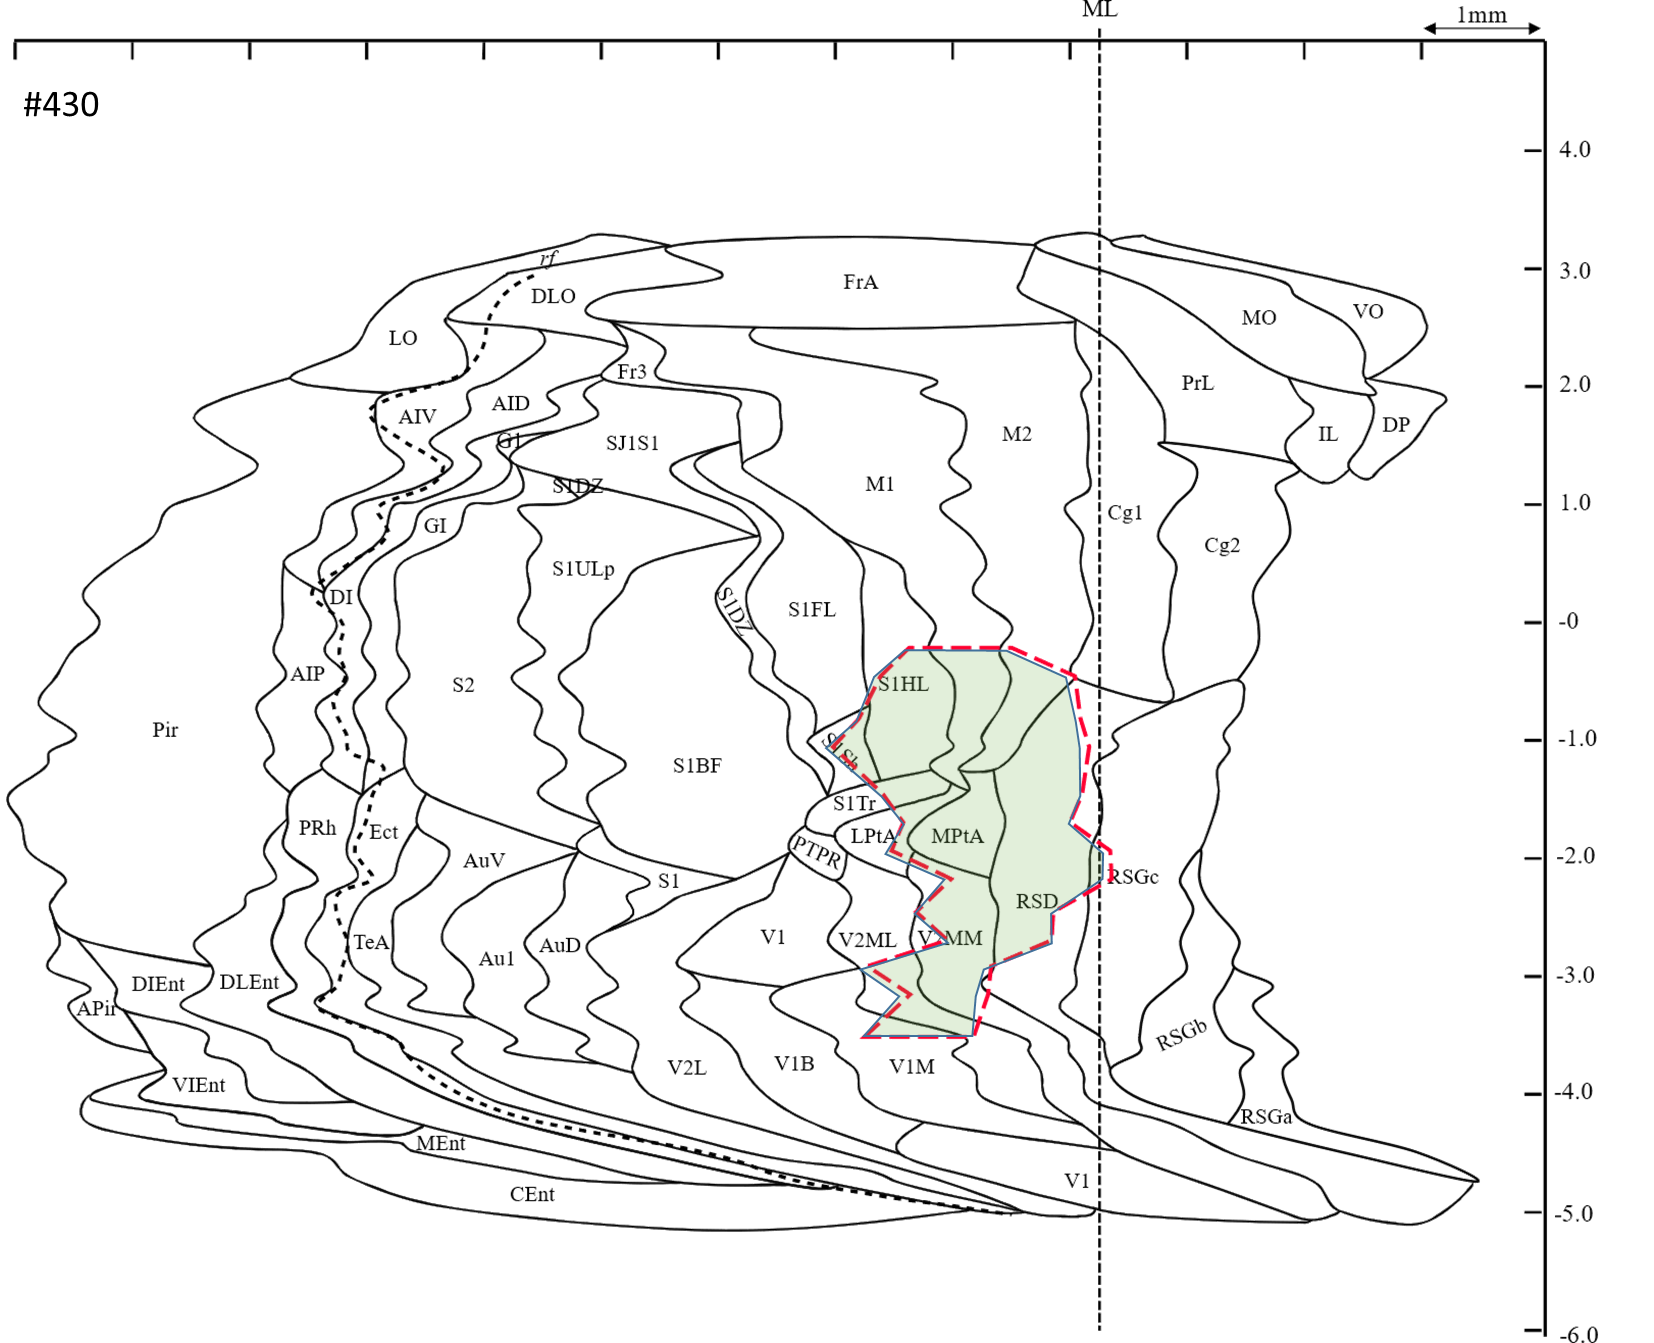 ML
1mm
#430
4.0
rf
3.0
FrA
DLO
MO
VO
LO
Fr3
2.0
PrL
AIV
AID
G1
SJ1S1
M2
IL
DP
S1DZ
M1
1.0
GI
Cg1
Cg2
S1ULp
DI
S1DZ
S1FL
-0
AIP
S2
S1HL
Pir
-1.0
S1Sh
S1BF
S1Tr
PRh
Ect
LPtA
MPtA
AuV
PTPR
-2.0
S1
RSGc
RSD
TeA
Au1
AuD
V1
V2ML
V2MM
DIEnt
DLEnt
-3.0
APir
RSGb
V2L
V1B
V1M
VIEnt
-4.0
RSGa
MEnt
V1
CEnt
-5.0
-6.0